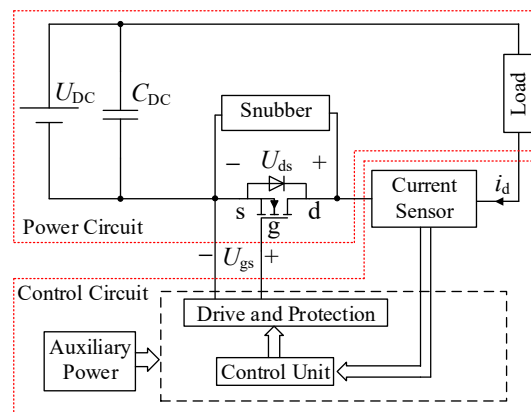 U_DC
C_DC
Snubber
Load
− U_ds +
i_d
s
g
d
Current
Sensor
Power Circuit
− U_gs +
Control Circuit
Drive and Protection
Auxiliary
Power
Control Unit